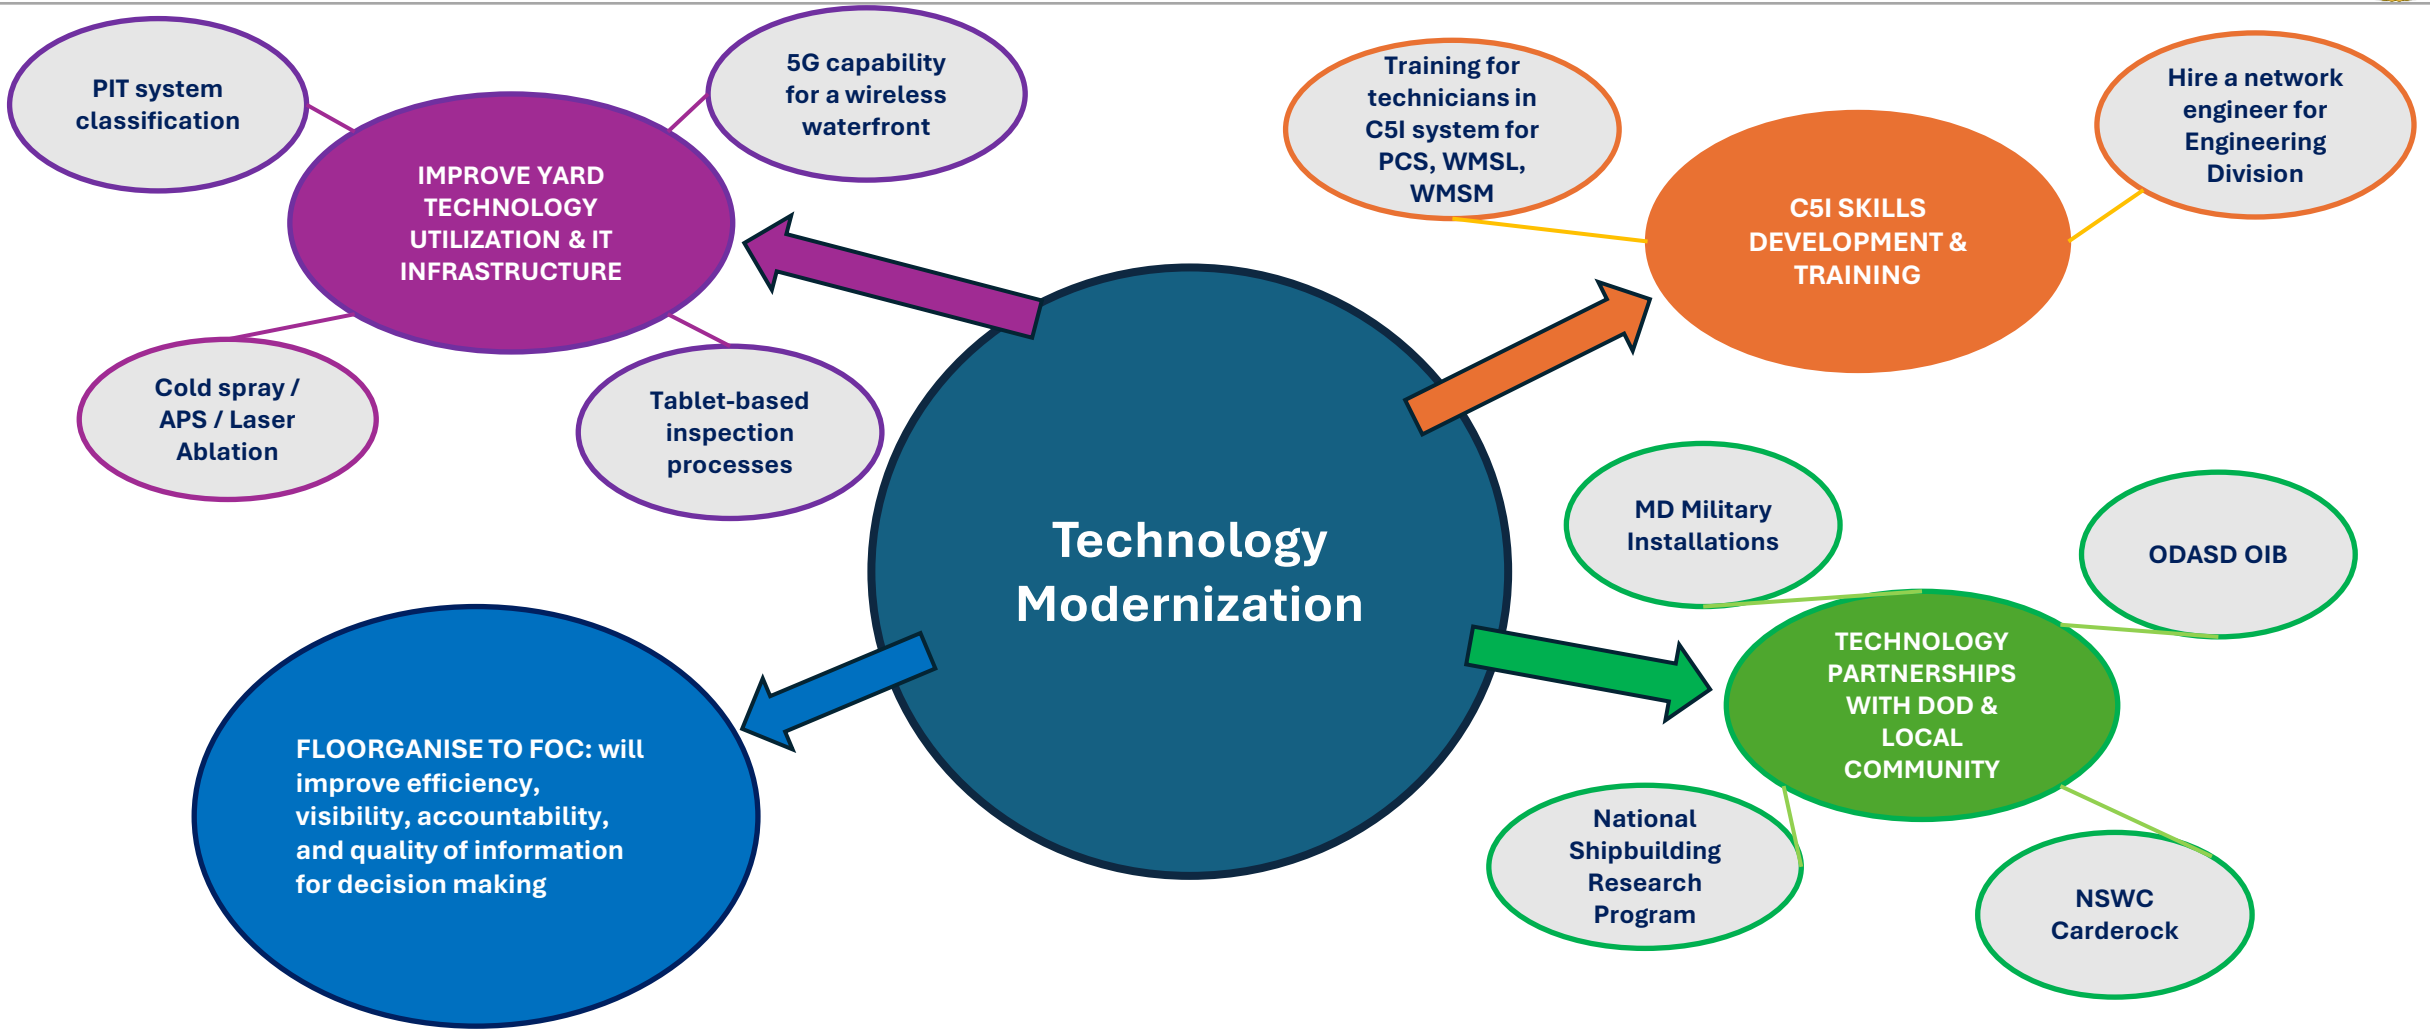 PIT system
classification
5G capability
for a wireless
waterfront
IMPROVE YARD
TECHNOLOGY
UTILIZATION & IT
INFRASTRUCTURE
Cold spray /
APS / Laser
Ablation
Tablet-based
inspection
processes
Training for
technicians in
C5I system for
PCS, WMSL,
WMSM
Hire a network
engineer for
Engineering
Division
C5I SKILLS
DEVELOPMENT &
TRAINING
Technology
Modernization
MD Military
Installations
ODASD OIB
TECHNOLOGY
PARTNERSHIPS
WITH DOD &
LOCAL
COMMUNITY
National
Shipbuilding
Research
Program
NSWC
Carderock
FLOORGANISE TO FOC: will
improve efficiency,
visibility, accountability,
and quality of information
for decision making